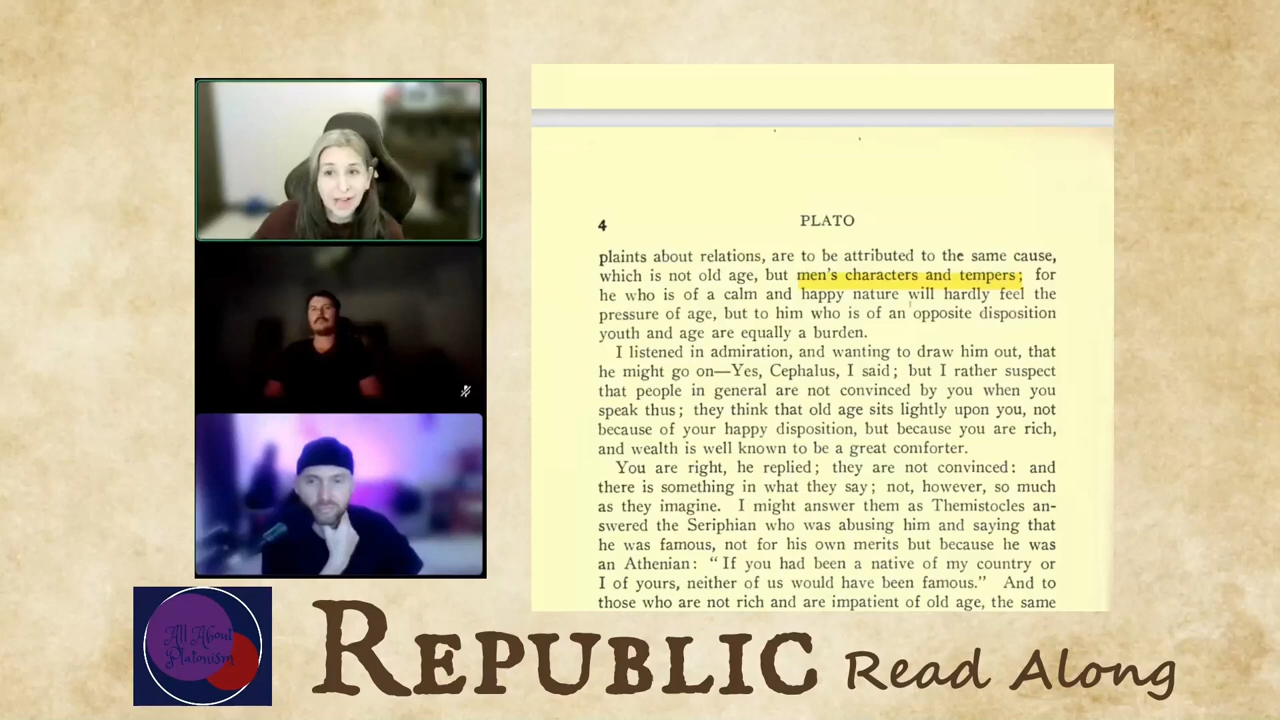 4
PLATO
plaints about relations, are to be attributed to the same cause,
which is not old age, but men's characters and tempers; for
he who is of a calm and happy nature will hardly feel the
pressure of age, but to him who is of an opposite disposition
youth and age are equally a burden.
I listened in admiration, and wanting to draw him out, that
he might go on—Yes, Cephalus, I said; but I rather suspect
that people in general are not convinced by you when you
speak thus; they think that old age sits lightly upon you, not
because of your happy disposition, but because you are rich,
and wealth is well known to be a great comforter.
You are right, he replied; they are not convinced: and
there is something in what they say; not, however, so much
as they imagine. I might answer them as Themistocles an-
swered the Seriphian who was abusing him and saying that
he was famous, not for his own merits but because he was
an Athenian: "If you had been a native of my country or
I of yours, neither of us would have been famous." And to
those who are not rich and are impatient of old age, the same
All About
Platonism
REPUBLIC Read Along